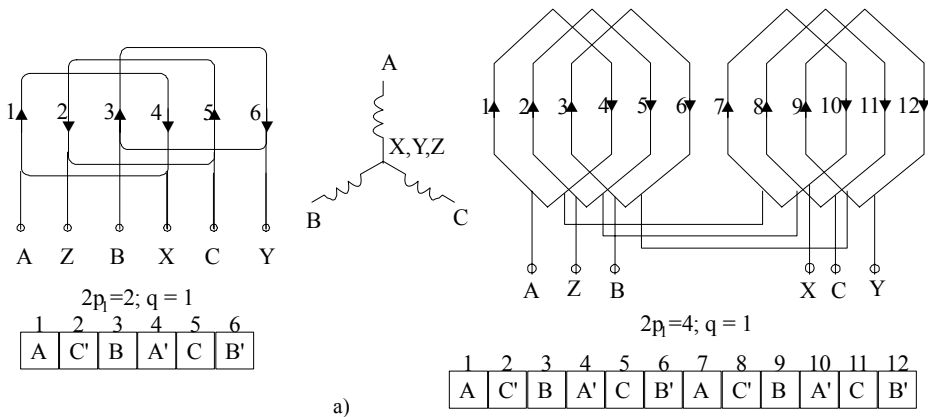 1 2 3 4 5 6
A Z B X C Y
2p1=2; q = 1
1 2 3 4 5 6
A C' B A' C B'
A
X,Y,Z
B C
a)
1 2 3 4 5 6 7 8 9 10 11 12
A Z B X C Y
2p1=4; q = 1
1 2 3 4 5 6 7 8 9 10 11 12
A C' B A' C B' A C' B A' C B'